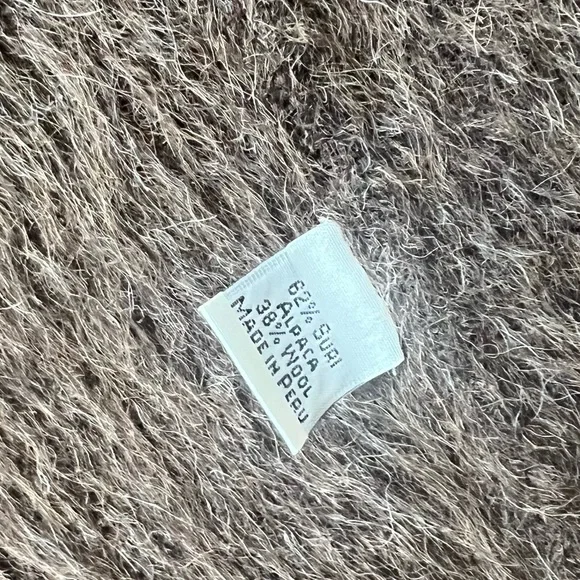 62% SURI
ALPACA
38% WOOL
MADE IN PERU